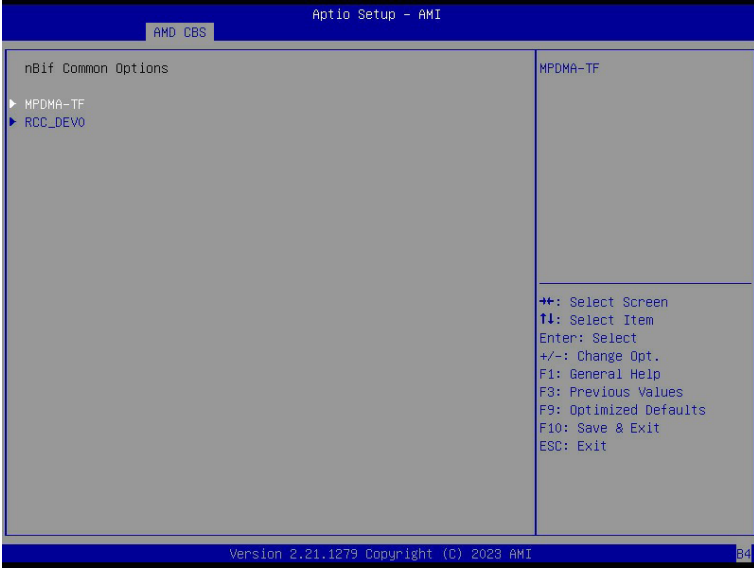 Aptio Setup - AMI
AMD CBS
nBif Common Options
MPDMA-TF
RCC_DEV0
MPDMA-TF
→←: Select Screen
↑↓: Select Item
Enter: Select
+/-: Change Opt.
F1: General Help
F3: Previous Values
F9: Optimized Defaults
F10: Save & Exit
ESC: Exit
Version 2.21.1279 Copyright (C) 2023 AMI
B4